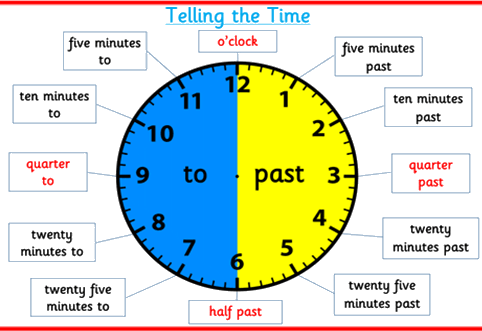 Telling the Time
o'clock
five minutes
past
ten minutes
past
quarter
past
twenty
minutes past
twenty five
minutes past
half past
twenty five
minutes to
twenty
minutes to
quarter
to
ten minutes
to
five minutes
to
12
1
2
3
4
5
6
7
8
9
10
11
to
past